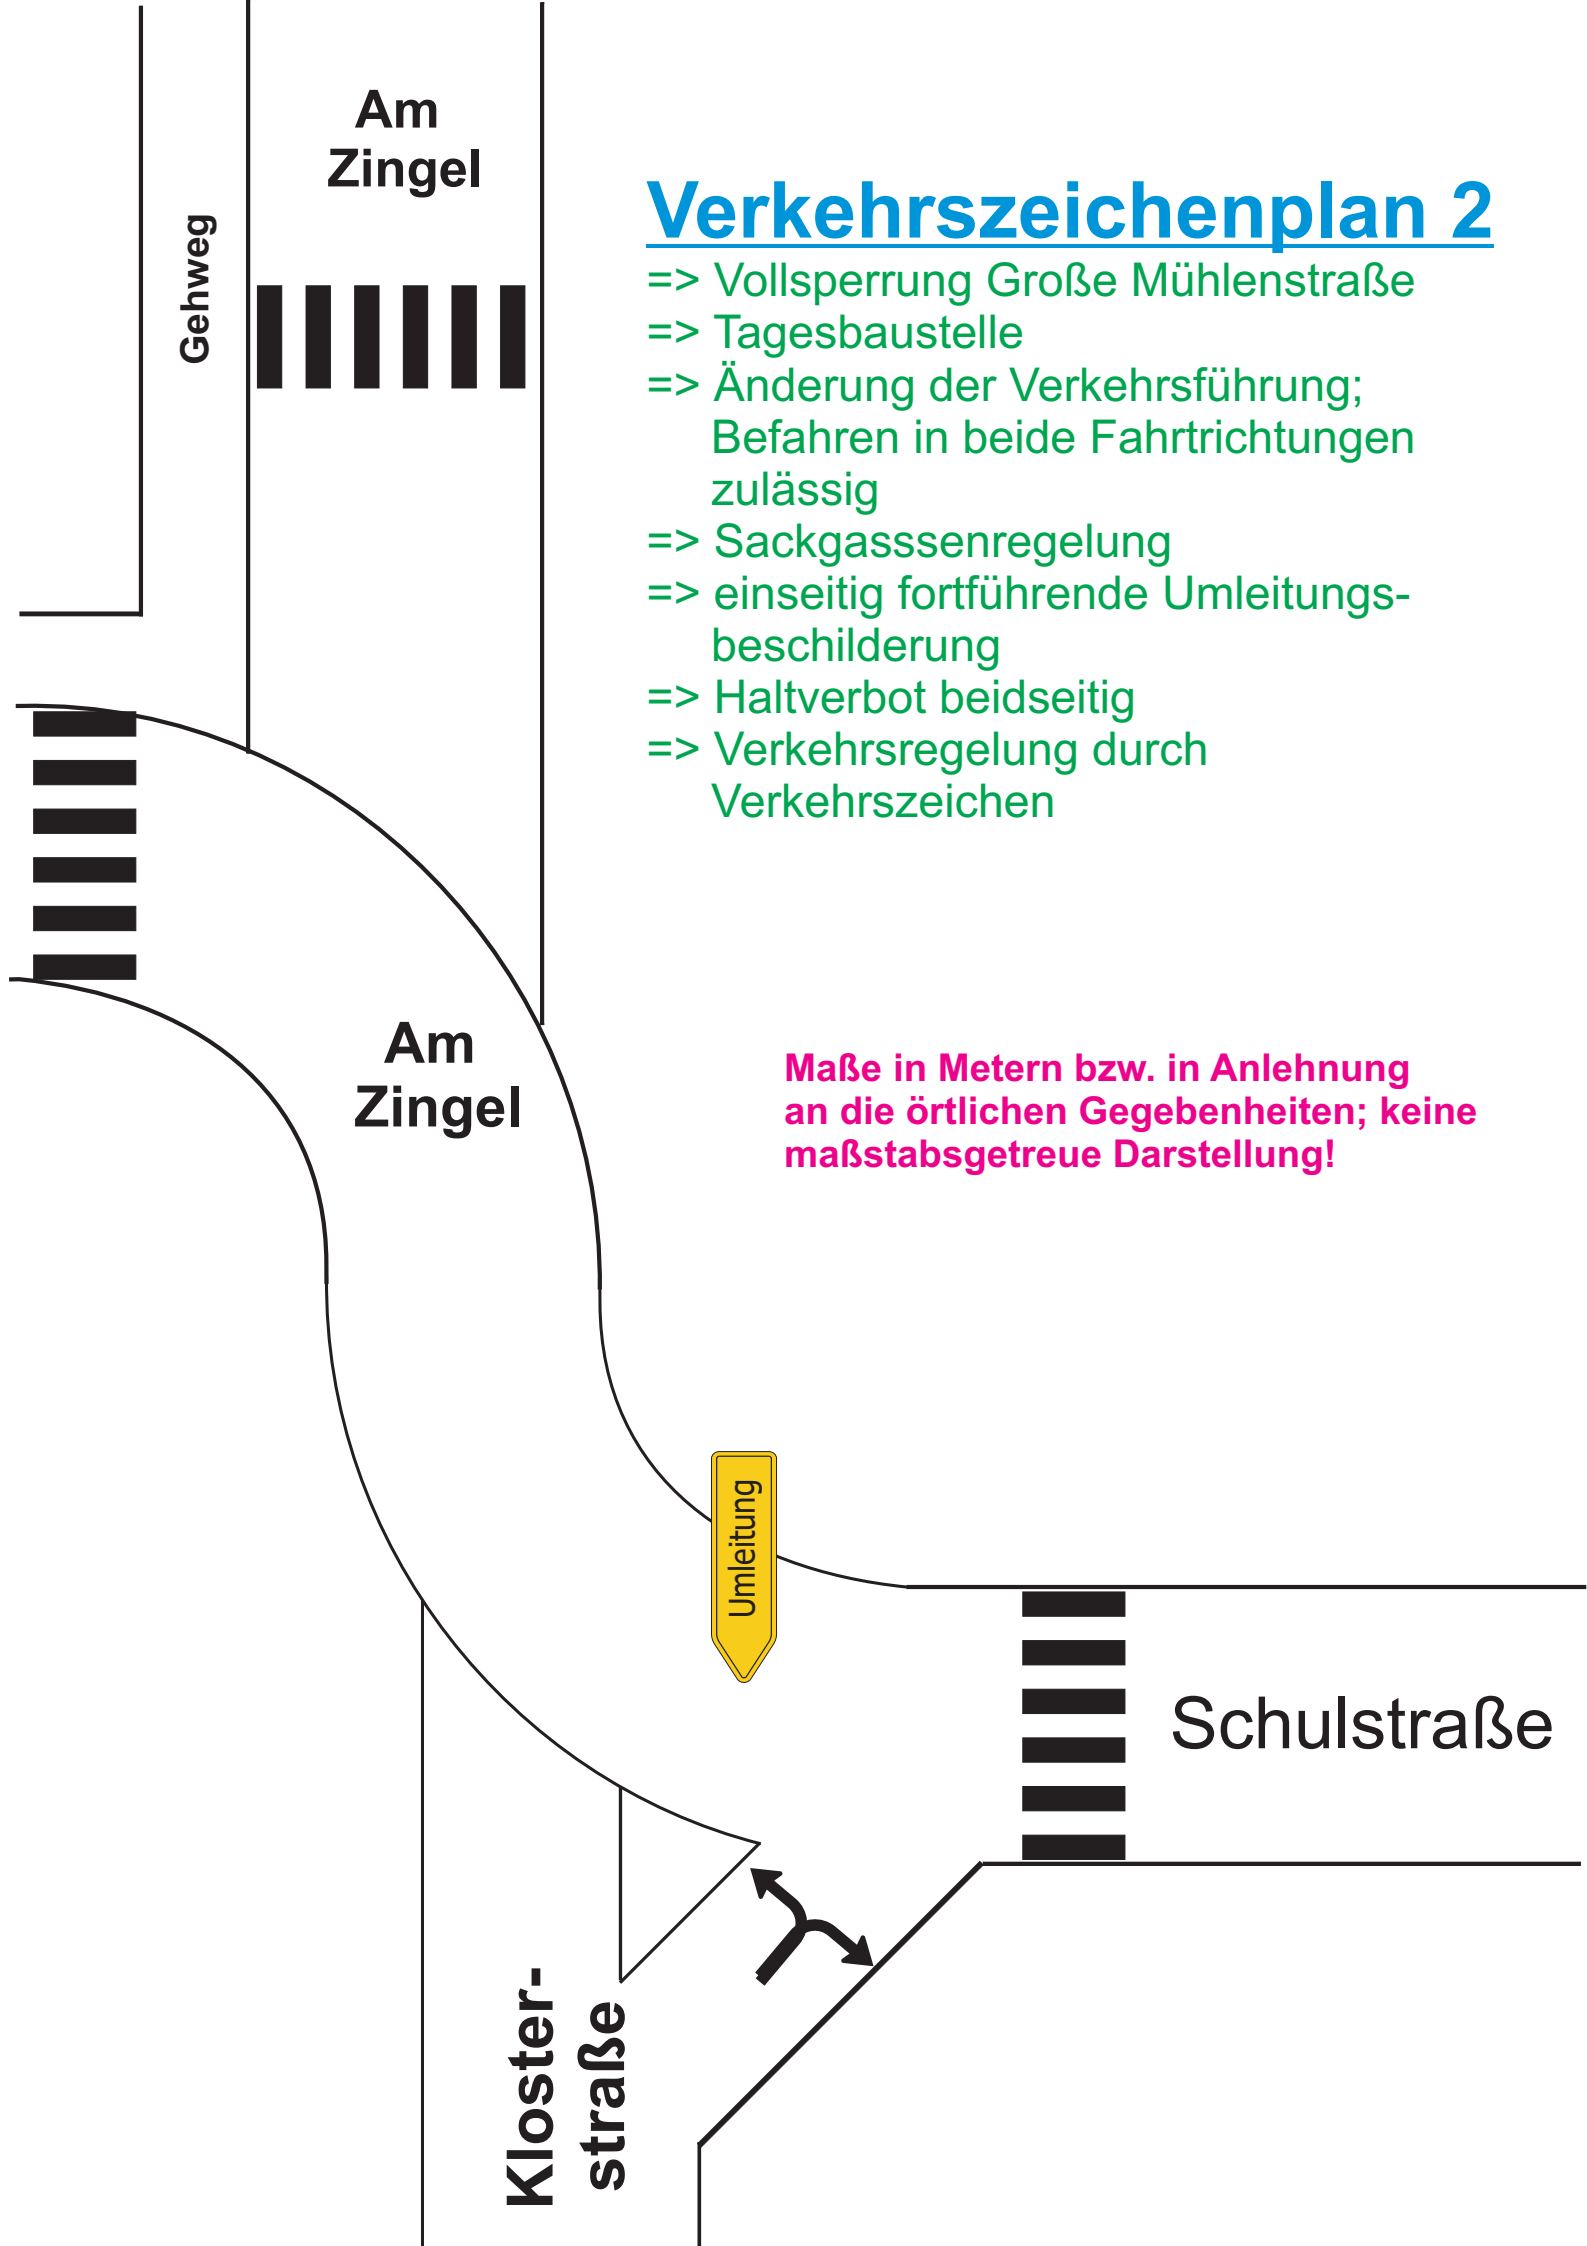 Am
Zingel
Gehweg
Verkehrszeichenplan 2
=> Vollsperrung Große Mühlenstraße
=> Tagesbaustelle
=> Änderung der Verkehrsführung;
Befahren in beide Fahrtrichtungen
zulässig
=> Sackgasssenregelung
=> einseitig fortführende Umleitungs-
beschilderung
=> Haltverbot beidseitig
=> Verkehrsregelung durch
Verkehrszeichen
Am
Zingel
Maße in Metern bzw. in Anlehnung
an die örtlichen Gegebenheiten; keine
maßstabsgetreue Darstellung!
Umleitung
Schulstraße
Kloster-
straße